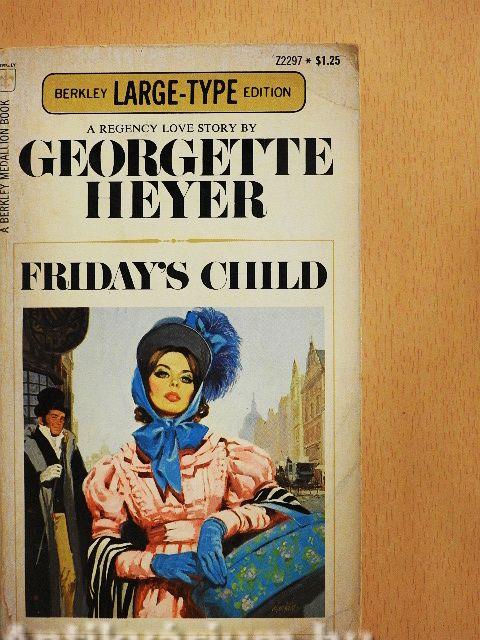 Z2297 * $1.25
BERKLEY LARGE-TYPE EDITION
A REGENCY LOVE STORY BY
GEORGETTE
HEYER
FRIDAY'S CHILD
A BERKLEY MEDALLION BOOK